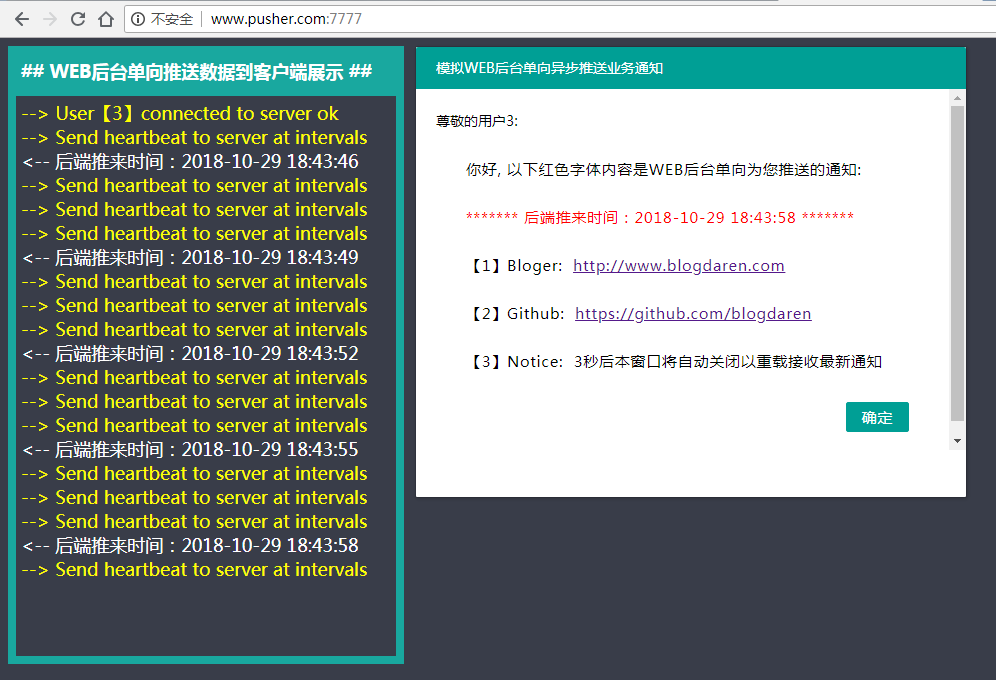 不安全 www.pusher.com:7777
## WEB后台单向推送数据到客户端展示 ##
--> User【3】connected to server ok
--> Send heartbeat to server at intervals
<-- 后端推来时间：2018-10-29 18:43:46
--> Send heartbeat to server at intervals
--> Send heartbeat to server at intervals
--> Send heartbeat to server at intervals
<-- 后端推来时间：2018-10-29 18:43:49
--> Send heartbeat to server at intervals
--> Send heartbeat to server at intervals
--> Send heartbeat to server at intervals
<-- 后端推来时间：2018-10-29 18:43:52
--> Send heartbeat to server at intervals
--> Send heartbeat to server at intervals
--> Send heartbeat to server at intervals
<-- 后端推来时间：2018-10-29 18:43:55
--> Send heartbeat to server at intervals
--> Send heartbeat to server at intervals
--> Send heartbeat to server at intervals
<-- 后端推来时间：2018-10-29 18:43:58
--> Send heartbeat to server at intervals
模拟WEB后台单向异步推送业务通知
尊敬的用户3:
你好, 以下红色字体内容是WEB后台单向为您推送的通知:
******* 后端推来时间：2018-10-29 18:43:58 *******
【1】Bloger: http://www.blogdaren.com
【2】Github: https://github.com/blogdaren
【3】Notice: 3秒后本窗口将自动关闭以重载接收最新通知
确定